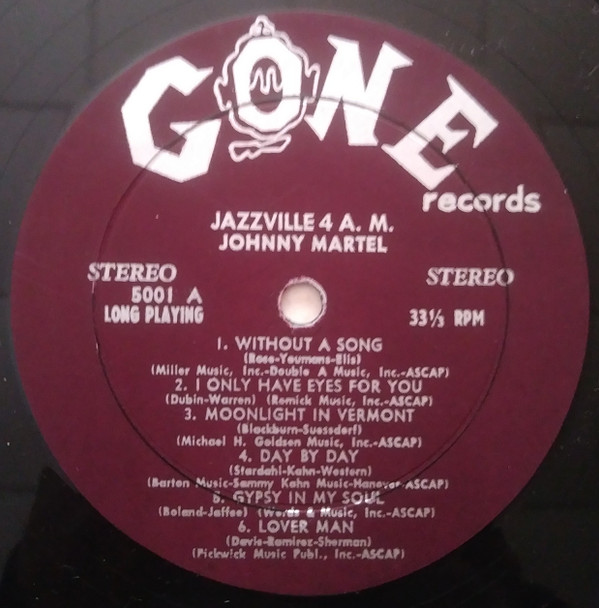 GONE
records
JAZZVILLE 4 A. M.
JOHNNY MARTEL
STEREO STEREO
5001 A
LONG PLAYING 33⅓ RPM
1. WITHOUT A SONG
(Rose-Youmans-Elis)
(Miller Music, Inc.-Double A Music, Inc.-ASCAP)
2. I ONLY HAVE EYES FOR YOU
(Dubin-Warren) (Remick Music, Inc.-ASCAP)
3. MOONLIGHT IN VERMONT
(Blackburn-Suessdorf)
(Michael H. Goldsen Music, Inc.-ASCAP)
4. DAY BY DAY
(Stardahl-Kahn-Western)
(Barton Music-Sammy Kahn Music-Hanover-ASCAP)
5. GYPSY IN MY SOUL
(Boland-Jaffee) (Words & Music, Inc.-ASCAP)
6. LOVER MAN
(Davis-Ramirez-Sherman)
(Pickwick Music Publ., Inc.-ASCAP)